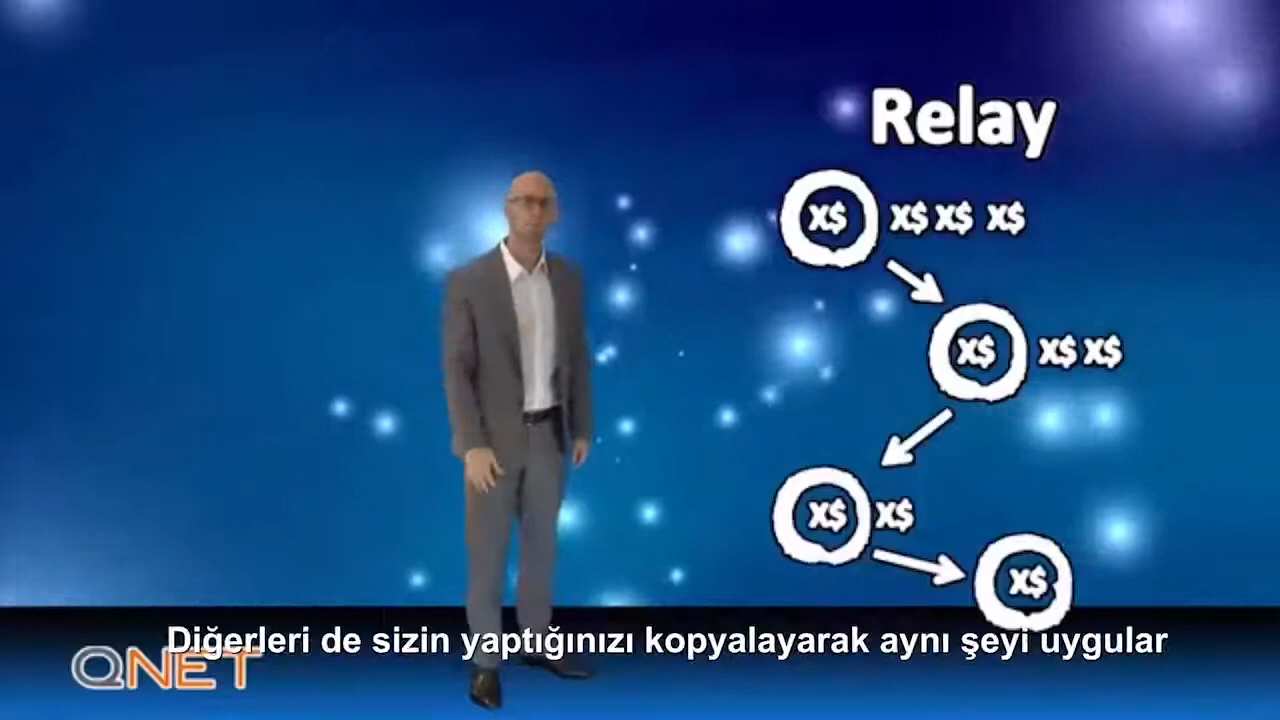 Relay
X$ X$ X$ X$
X$ X$ X$
X$ X$
X$
Diğerleri de sizin yaptığınızı kopyalayarak aynı şeyi uygular
QNET